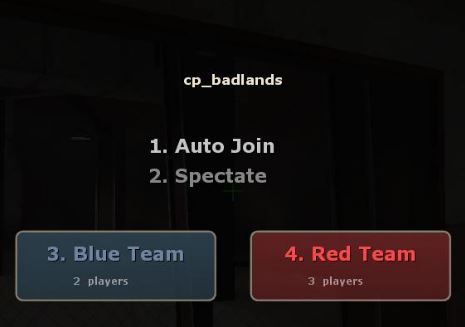 cp_badlands
1. Auto Join
2. Spectate
3. Blue Team
2 players
4. Red Team
3 players